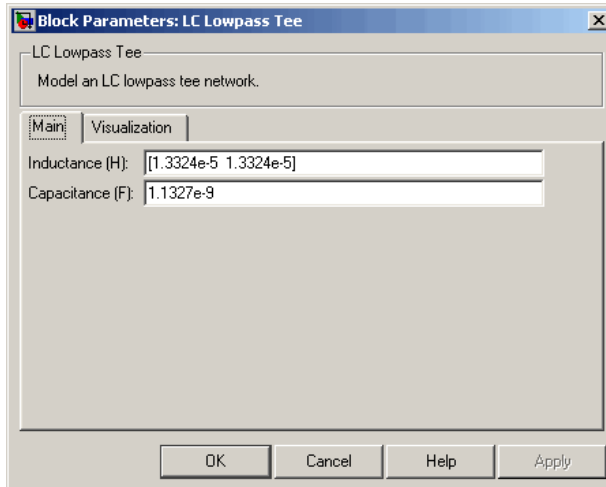 Block Parameters: LC Lowpass Tee
LC Lowpass Tee
Model an LC lowpass tee network.
Main Visualization
Inductance (H): [1.3324e-5 1.3324e-5]
Capacitance (F): 1.1327e-9
OK Cancel Help Apply